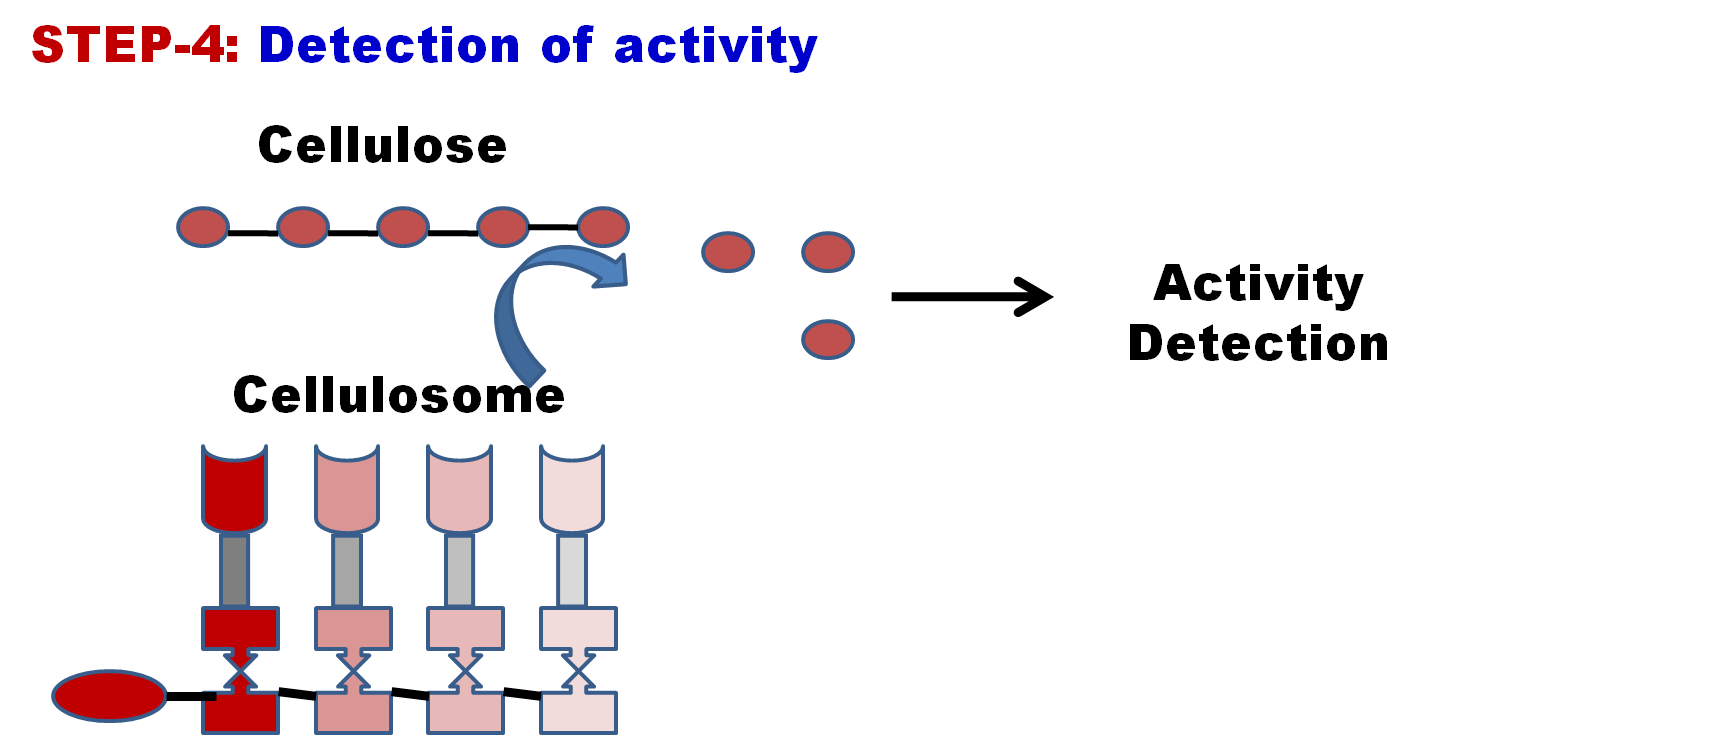 STEP-4: Detection of activity
Cellulose
Activity
Detection
Cellulosome